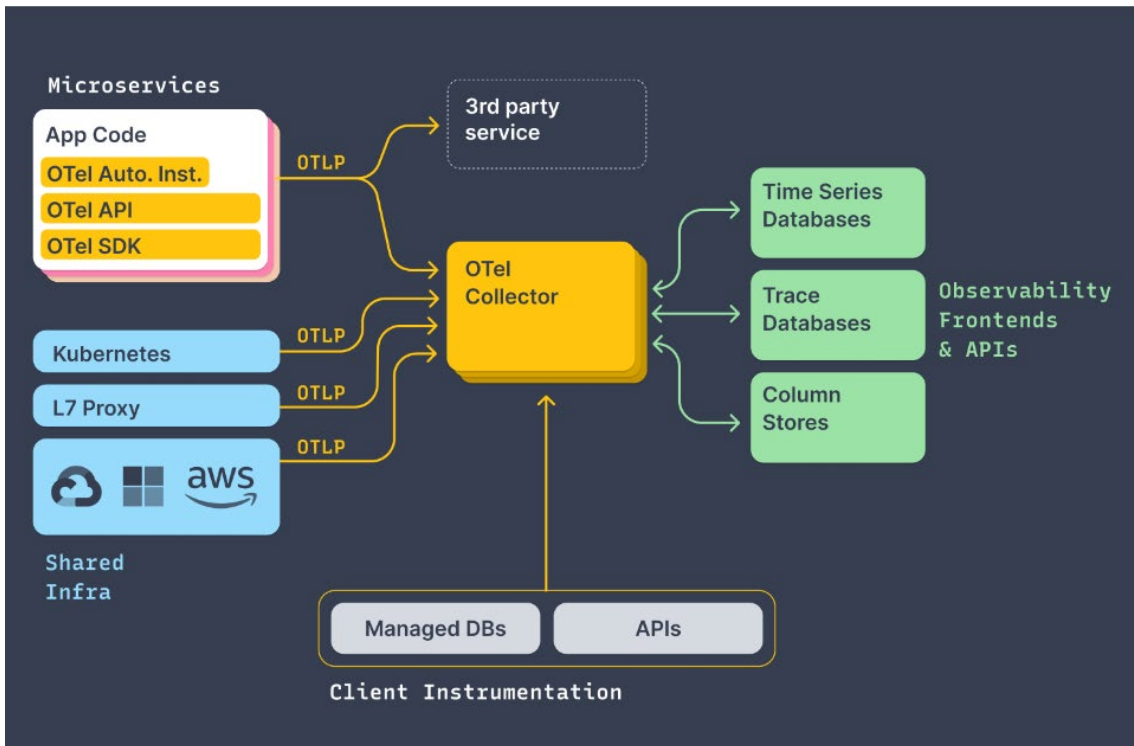 Microservices
App Code
OTel Auto. Inst.
OTel API
OTel SDK
OTLP
3rd party
service
OTel
Collector
Time Series
Databases
Trace
Databases
Column
Stores
Observability
Frontends
& APIs
Kubernetes
OTLP
L7 Proxy
OTLP
OTLP
aws
Shared
Infra
Managed DBs
APIs
Client Instrumentation